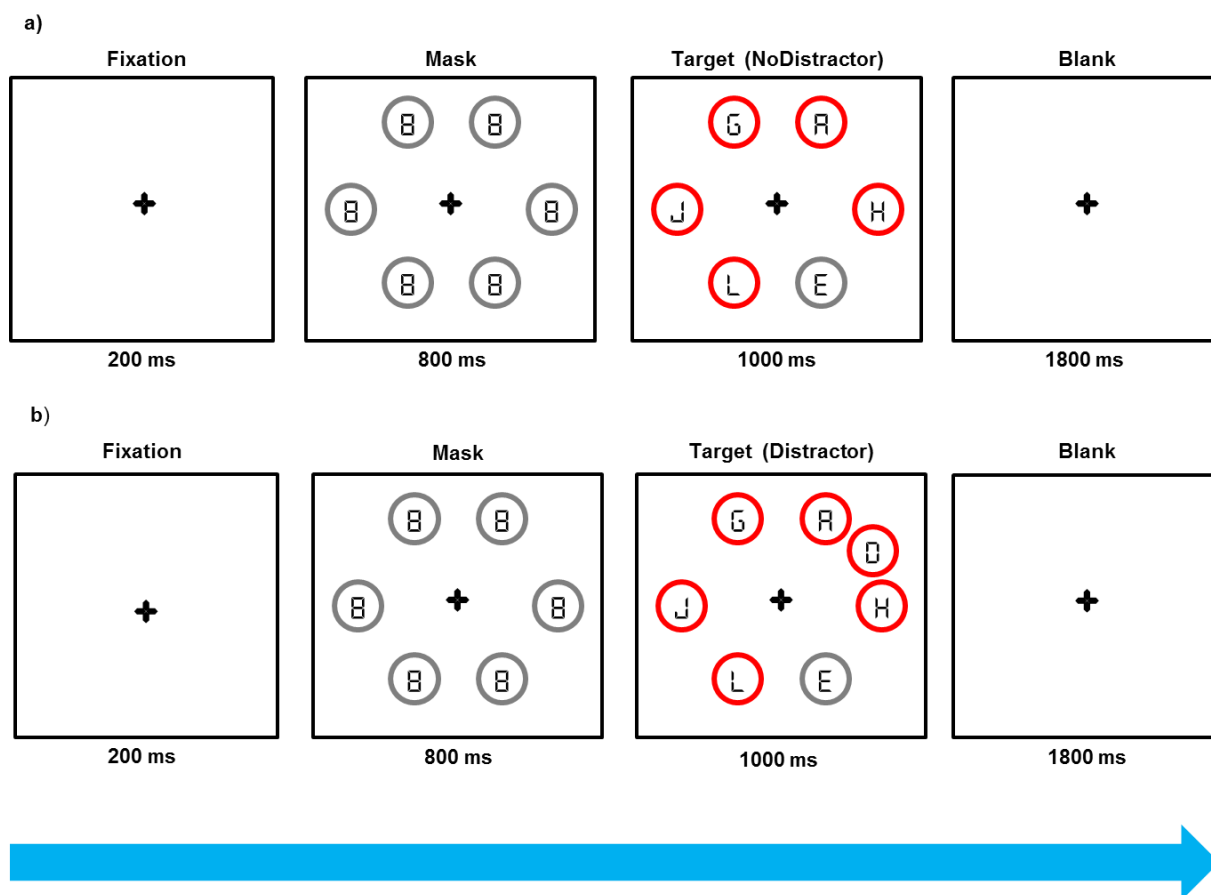 a)
Fixation Mask Target (NoDistractor) Blank
8 8 G A
8 8 J H
8 8 L E
200 ms 800 ms 1000 ms 1800 ms
b)
Fixation Mask Target (Distractor) Blank
8 8 G A
D
8 8 J H
8 8 L E
200 ms 800 ms 1000 ms 1800 ms